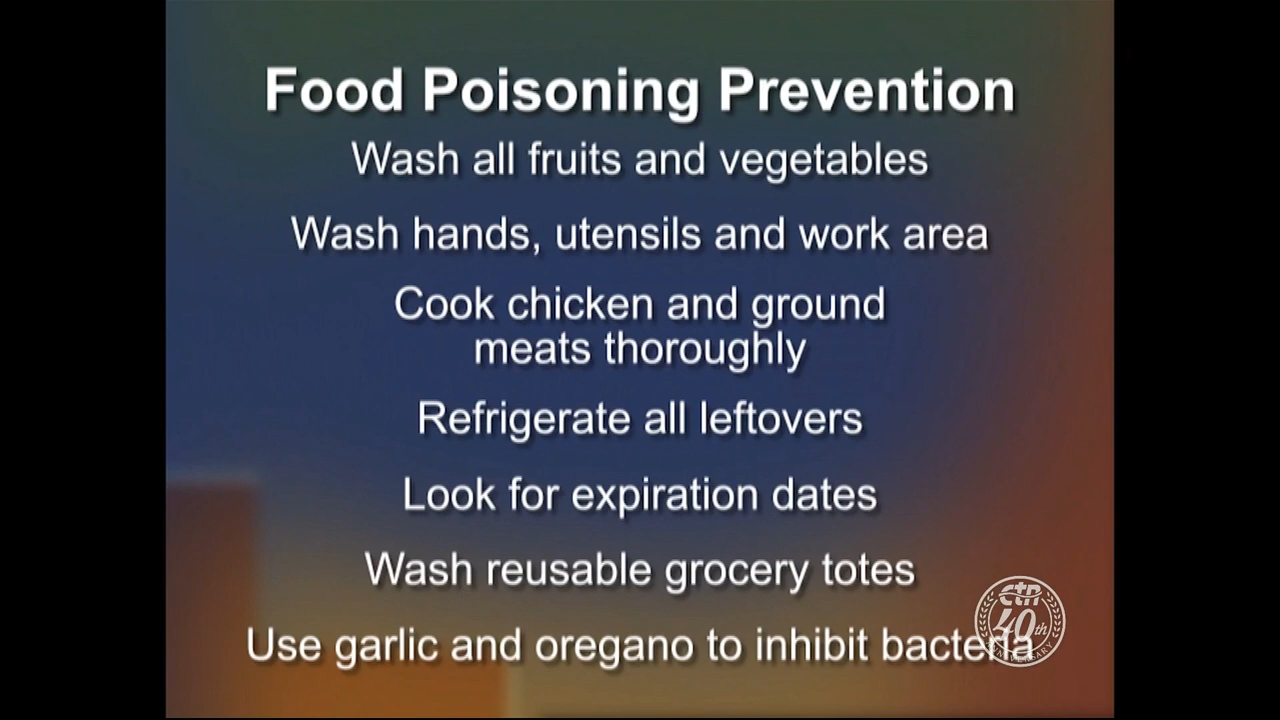 Food Poisoning Prevention
Wash all fruits and vegetables
Wash hands, utensils and work area
Cook chicken and ground
meats thoroughly
Refrigerate all leftovers
Look for expiration dates
Wash reusable grocery totes
Use garlic and oregano to inhibit bacteria
ctn
40th
ANNIVERSARY